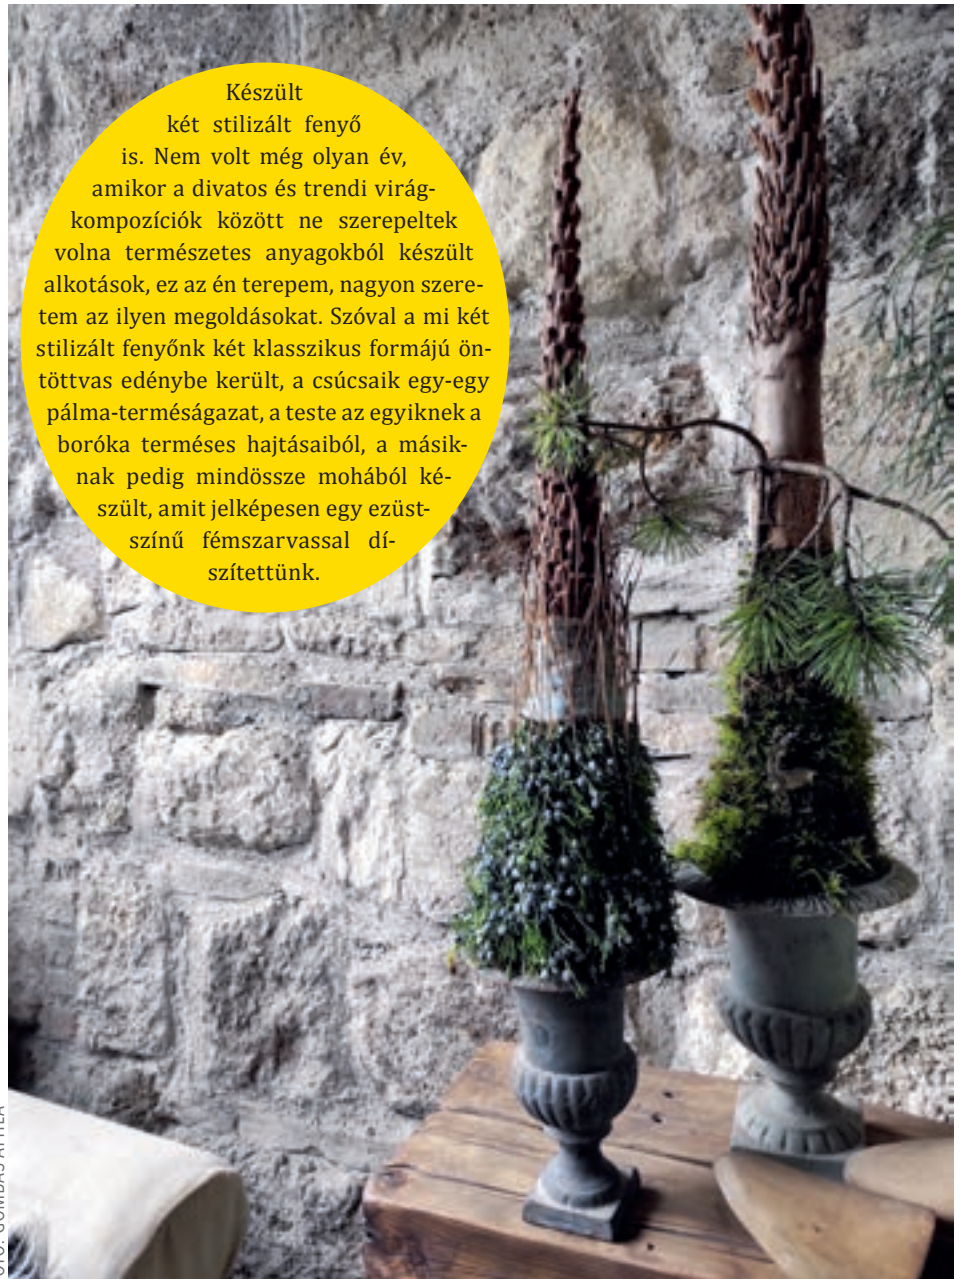 Készült
két stilizált fenyő
is. Nem volt még olyan év,
amikor a divatos és trendi virág-
kompozíciók között ne szerepeltek
volna természetes anyagokból készült
alkotások, ez az én terepem, nagyon szere-
tem az ilyen megoldásokat. Szóval a mi két
stilizált fenyőnk két klasszikus formájú ön-
töttvas edénybe került, a csúcsaik egy-egy
pálma-terméságazat, a teste az egyiknek a
boróka terméses hajtásaiból, a másik-
nak pedig mindössze mohából ké-
szült, amit jelképesen egy ezüst-
színű fémszarvassal dí-
szítettünk.